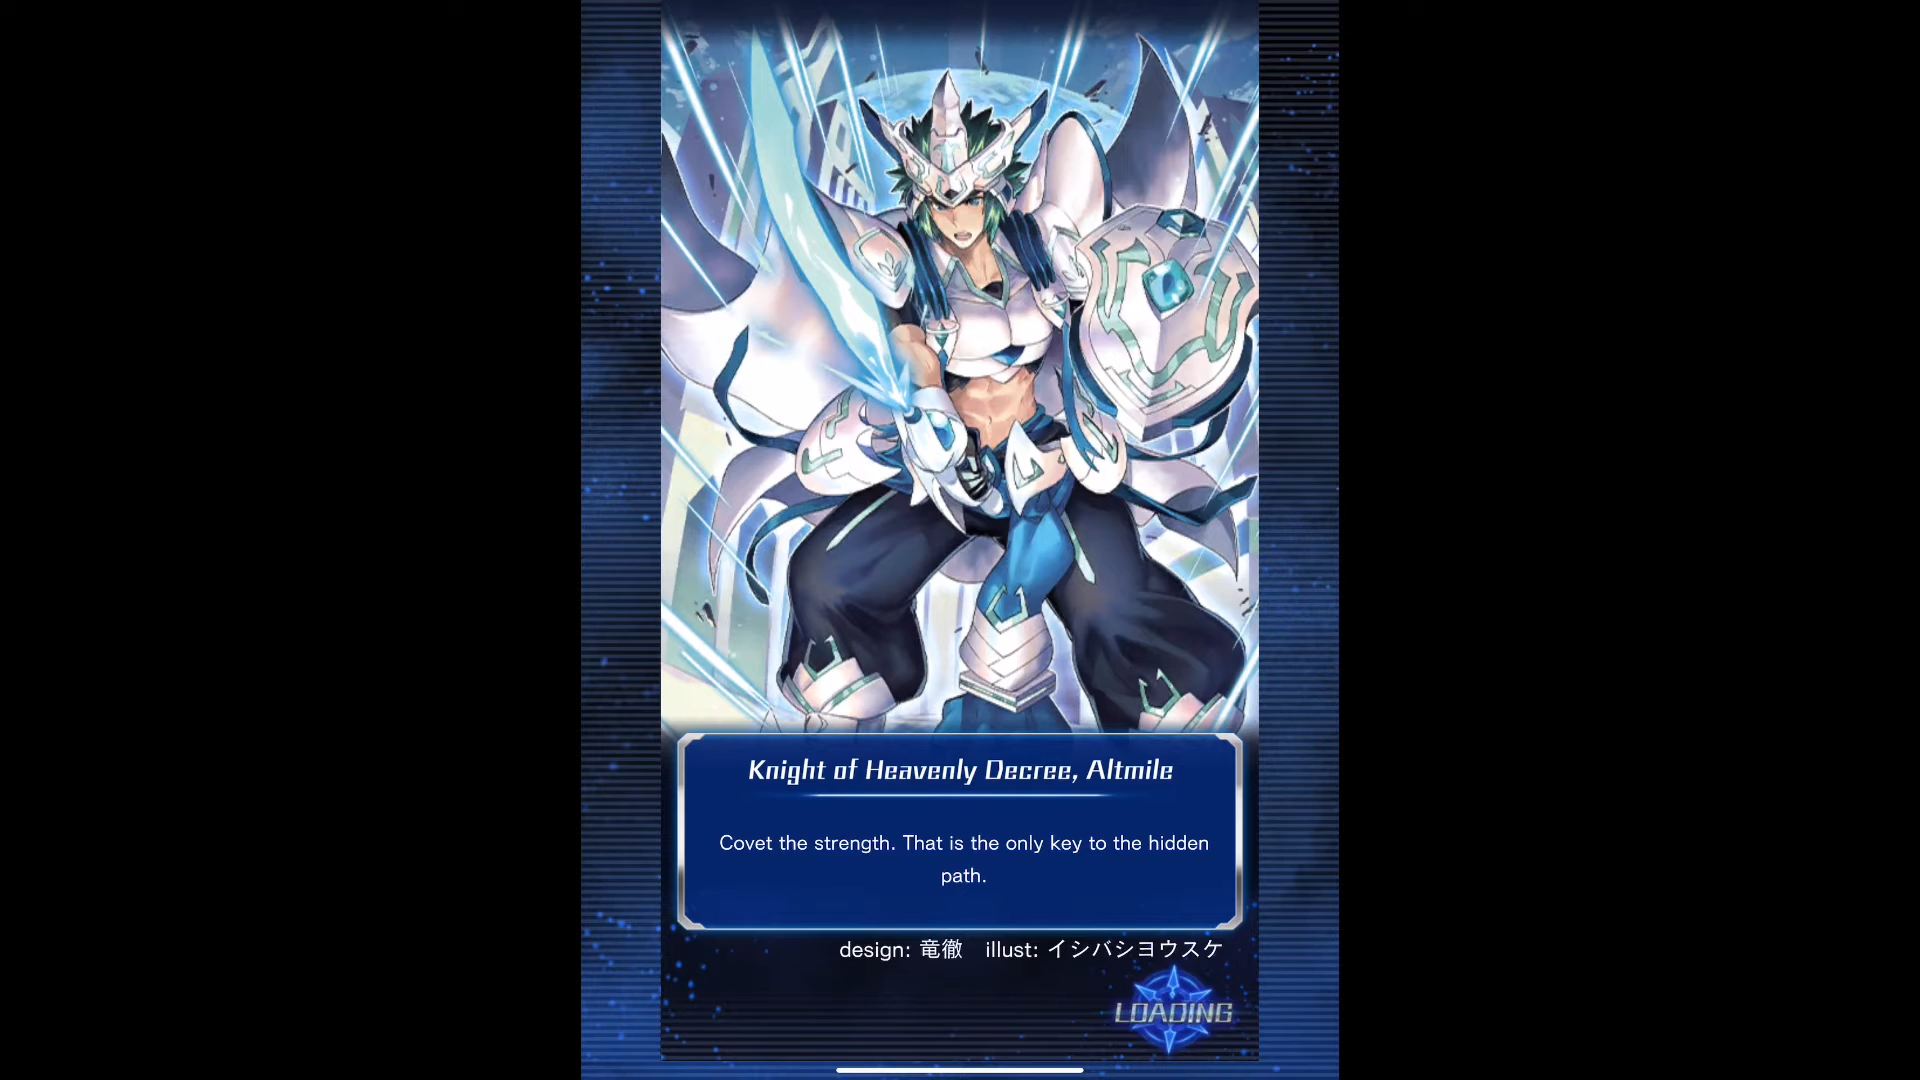 Knight of Heavenly Decree, Altmile
Covet the strength. That is the only key to the hidden
path.
design: 竜徹　illust: イシバシヨウスケ
LOADING